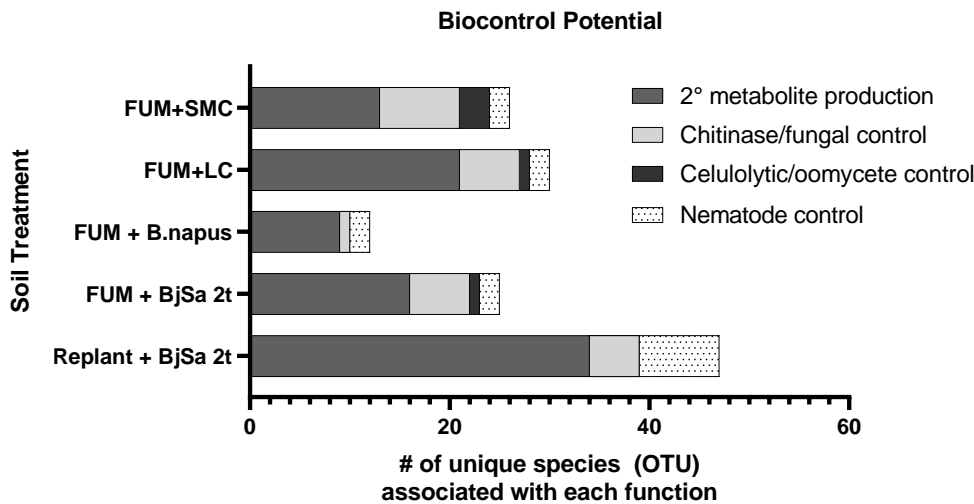 Biocontrol Potential
Soil Treatment
FUM+SMC
FUM+LC
FUM + B.napus
FUM + BjSa 2t
Replant + BjSa 2t
2° metabolite production
Chitinase/fungal control
Celulolytic/oomycete control
Nematode control
0 20 40 60
# of unique species (OTU)
associated with each function